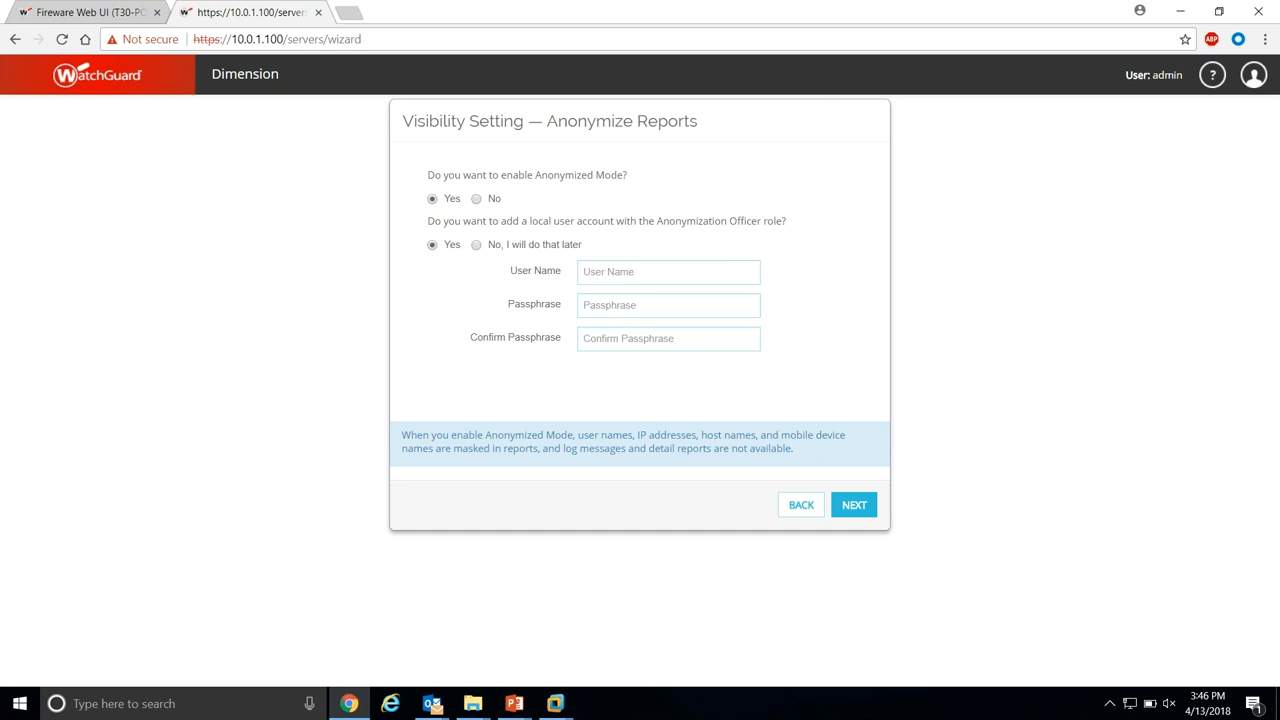 Fireware Web UI (T30-PO
https://10.0.1.100/server
Not secure
https://10.0.1.100/servers/wizard
ABP
WatchGuard
Dimension
User: admin
?
Visibility Setting — Anonymize Reports
Do you want to enable Anonymized Mode?
Yes
No
Do you want to add a local user account with the Anonymization Officer role?
Yes
No, I will do that later
User Name
User Name
Passphrase
Passphrase
Confirm Passphrase
Confirm Passphrase
When you enable Anonymized Mode, user names, IP addresses, host names, and mobile device
names are masked in reports, and log messages and detail reports are not available.
BACK
NEXT
Type here to search
3:46 PM
4/13/2018
1